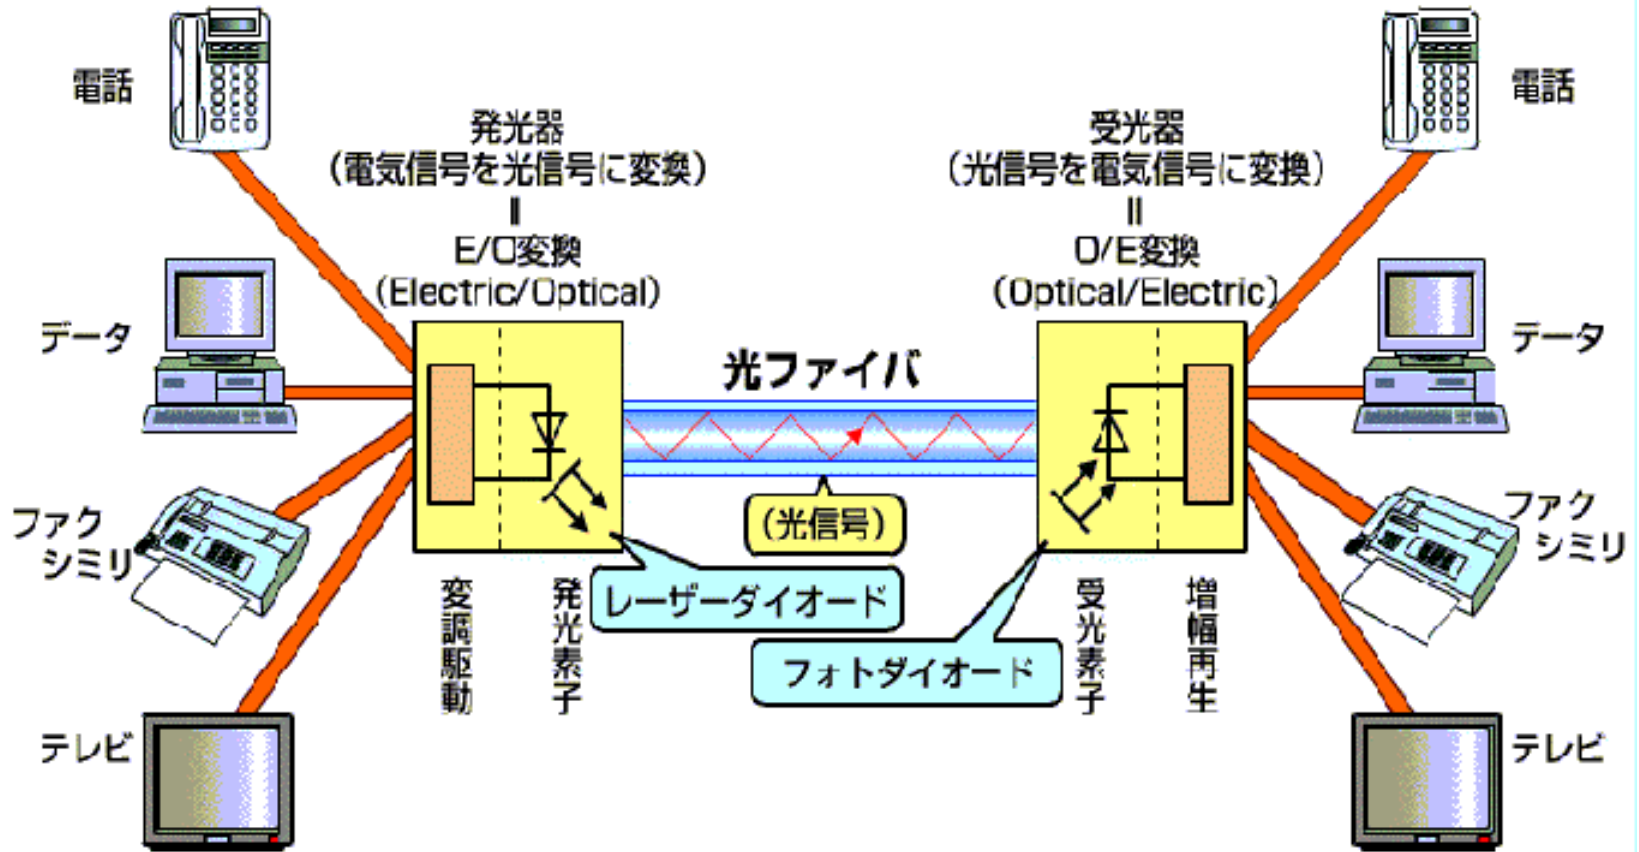 電話
電話
発光器
（電気信号を光信号に変換）
＝
E/O変換
（Electric/Optical）
受光器
（光信号を電気信号に変換）
＝
O/E変換
（Optical/Electric）
データ
データ
光ファイバ
（光信号）
ファク
シミリ
ファク
シミリ
変調駆動
発光素子
レーザーダイオード
フォトダイオード
受光素子
増幅再生
テレビ
テレビ